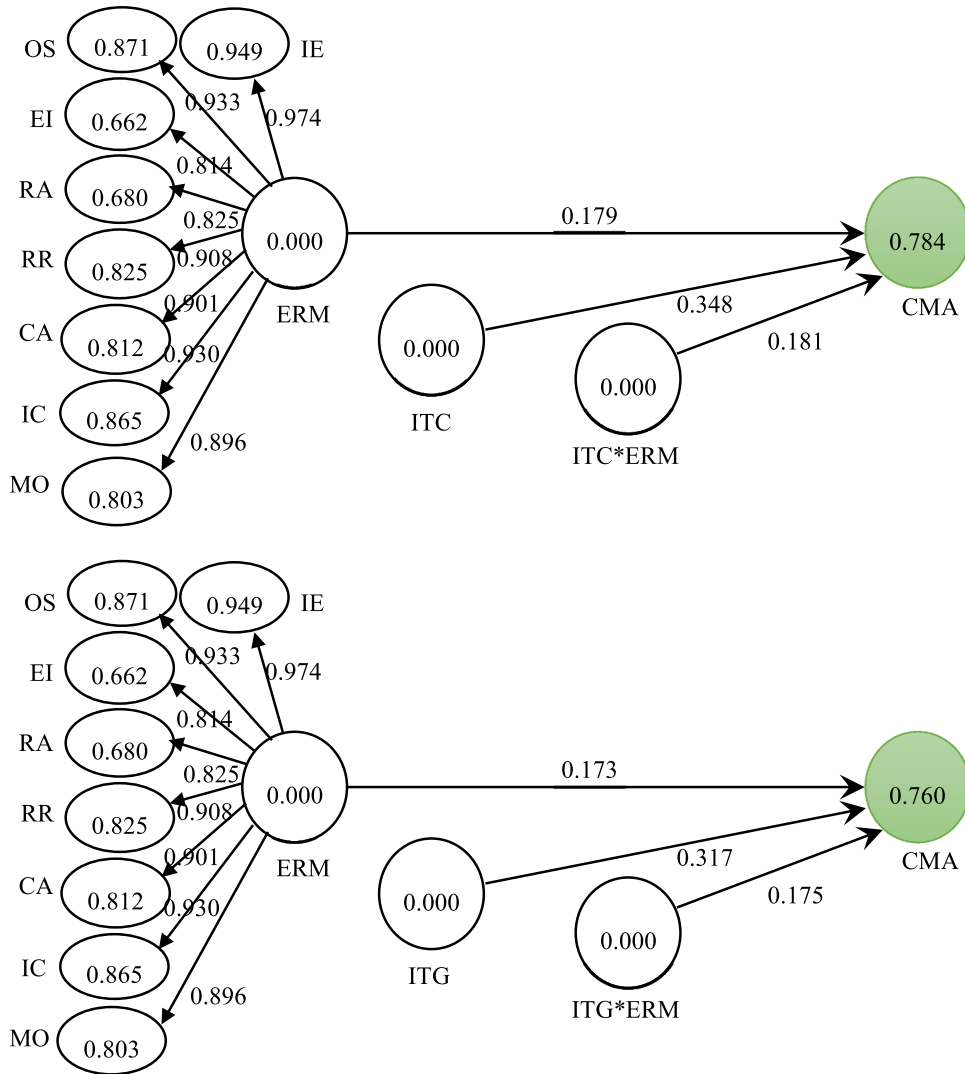 OS 0.871 0.949 IE
0.933
0.974
EI 0.662
0.814
RA 0.680
0.825
0.179
RR 0.825
0.908
0.000
0.784
ERM
CMA
0.901
0.348
CA 0.812
0.930
0.000
0.181
IC 0.865
0.000
ITC
0.896
ITC*ERM
MO 0.803
OS 0.871 0.949 IE
0.933
0.974
EI 0.662
0.814
RA 0.680
0.825
0.173
RR 0.825
0.908
0.000
0.760
ERM
CMA
0.901
0.317
CA 0.812
0.930
0.000
0.175
IC 0.865
0.000
ITG
0.896
ITG*ERM
MO 0.803